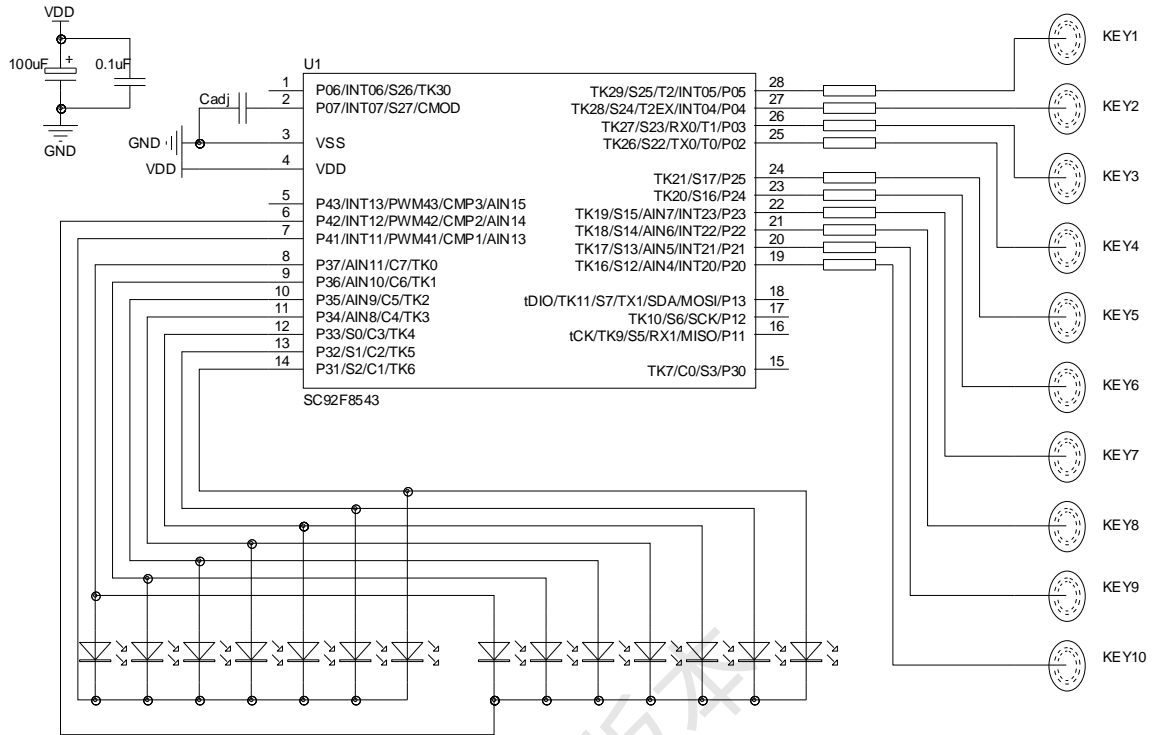 VDD
100uF
+
0.1uF
GND
U1
Cadj
GND
VDD
1 P06/INT06/S26/TK30
2 P07/INT07/S27/CMOD
3 VSS
4 VDD
5 P43/INT13/PWM43/CMP3/AIN15
6 P42/INT12/PWM42/CMP2/AIN14
7 P41/INT11/PWM41/CMP1/AIN13
8 P37/AIN11/C7/TK0
9 P36/AIN10/C6/TK1
10 P35/AIN9/C5/TK2
11 P34/AIN8/C4/TK3
12 P33/S0/C3/TK4
13 P32/S1/C2/TK5
14 P31/S2/C1/TK6
TK29/S25/T2/INT05/P05 28
TK28/S24/T2EX/INT04/P04 27
TK27/S23/RX0/T1/P03 26
TK26/S22/TX0/T0/P02 25
TK21/S17/P25 24
TK20/S16/P24 23
TK19/S15/AIN7/INT23/P23 22
TK18/S14/AIN6/INT22/P22 21
TK17/S13/AIN5/INT21/P21 20
TK16/S12/AIN4/INT20/P20 19
tDIO/TK11/S7/TX1/SDA/MOSI/P13 18
TK10/S6/SCK/P12 17
tCK/TK9/S5/RX1/MISO/P11 16
TK7/C0/S3/P30 15
SC92F8543
KEY1
KEY2
KEY3
KEY4
KEY5
KEY6
KEY7
KEY8
KEY9
KEY10
版本